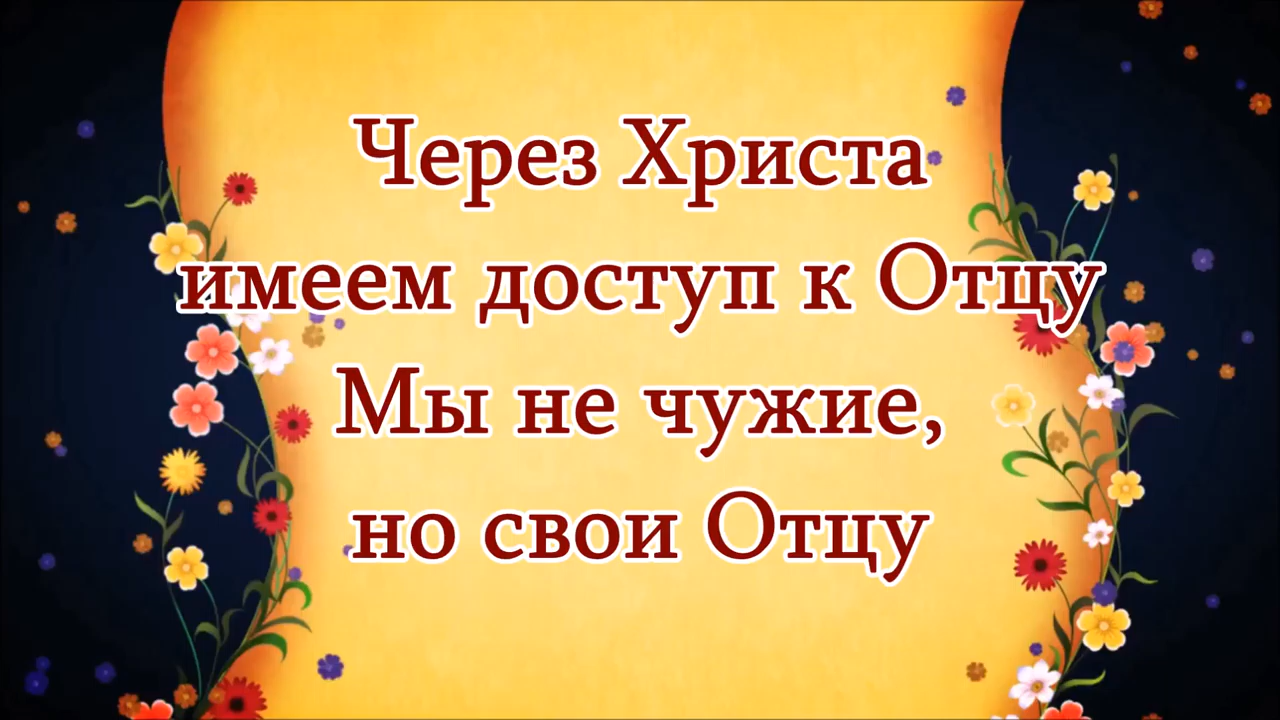 Через Христа
имеем доступ к Отцу
Мы не чужие,
но свои Отцу